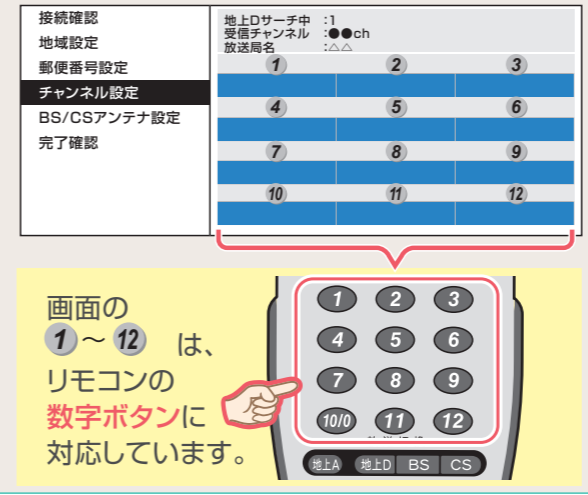 接続確認
地域設定
郵便番号設定
チャンネル設定
BS/CSアンテナ設定
完了確認
地上Dサーチ中 :1
受信チャンネル :●●ch
放送局名 :△△
1 2 3
4 5 6
7 8 9
10 11 12
画面の
1～12 は、
リモコンの
数字ボタンに
対応しています。
1 2 3
4 5 6
7 8 9
10/0 11 12
地上A 地上D BS CS